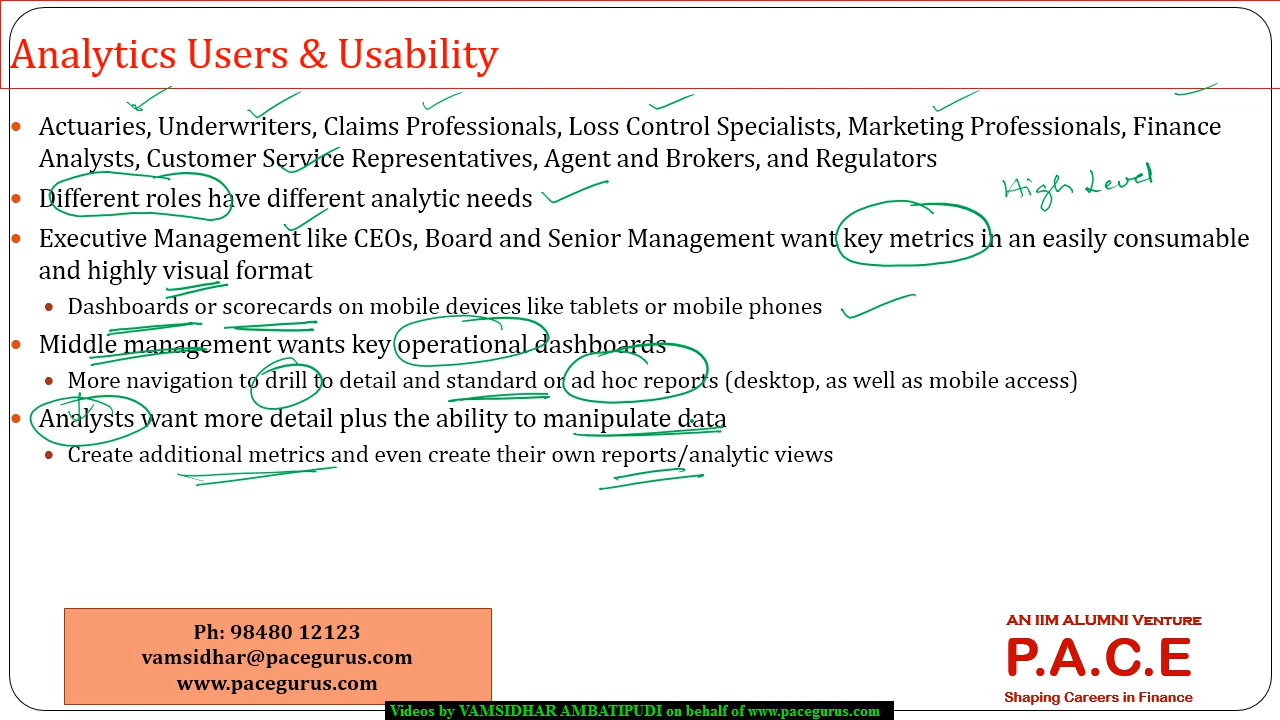 Analytics Users & Usability
Actuaries, Underwriters, Claims Professionals, Loss Control Specialists, Marketing Professionals, Finance
Analysts, Customer Service Representatives, Agent and Brokers, and Regulators
High Level
Different roles have different analytic needs
Executive Management like CEOs, Board and Senior Management want key metrics in an easily consumable
and highly visual format
Dashboards or scorecards on mobile devices like tablets or mobile phones
Middle management wants key operational dashboards
More navigation to drill to detail and standard or ad hoc reports (desktop, as well as mobile access)
Analysts want more detail plus the ability to manipulate data
Create additional metrics and even create their own reports/analytic views
Ph: 98480 12123
vamsidhar@pacegurus.com
www.pacegurus.com
AN IIM ALUMNI VENTURE
P.A.C.E
Shaping Careers in Finance
Videos by VAMSIDHAR AMBATIPUDI on behalf of www.pacegurus.com